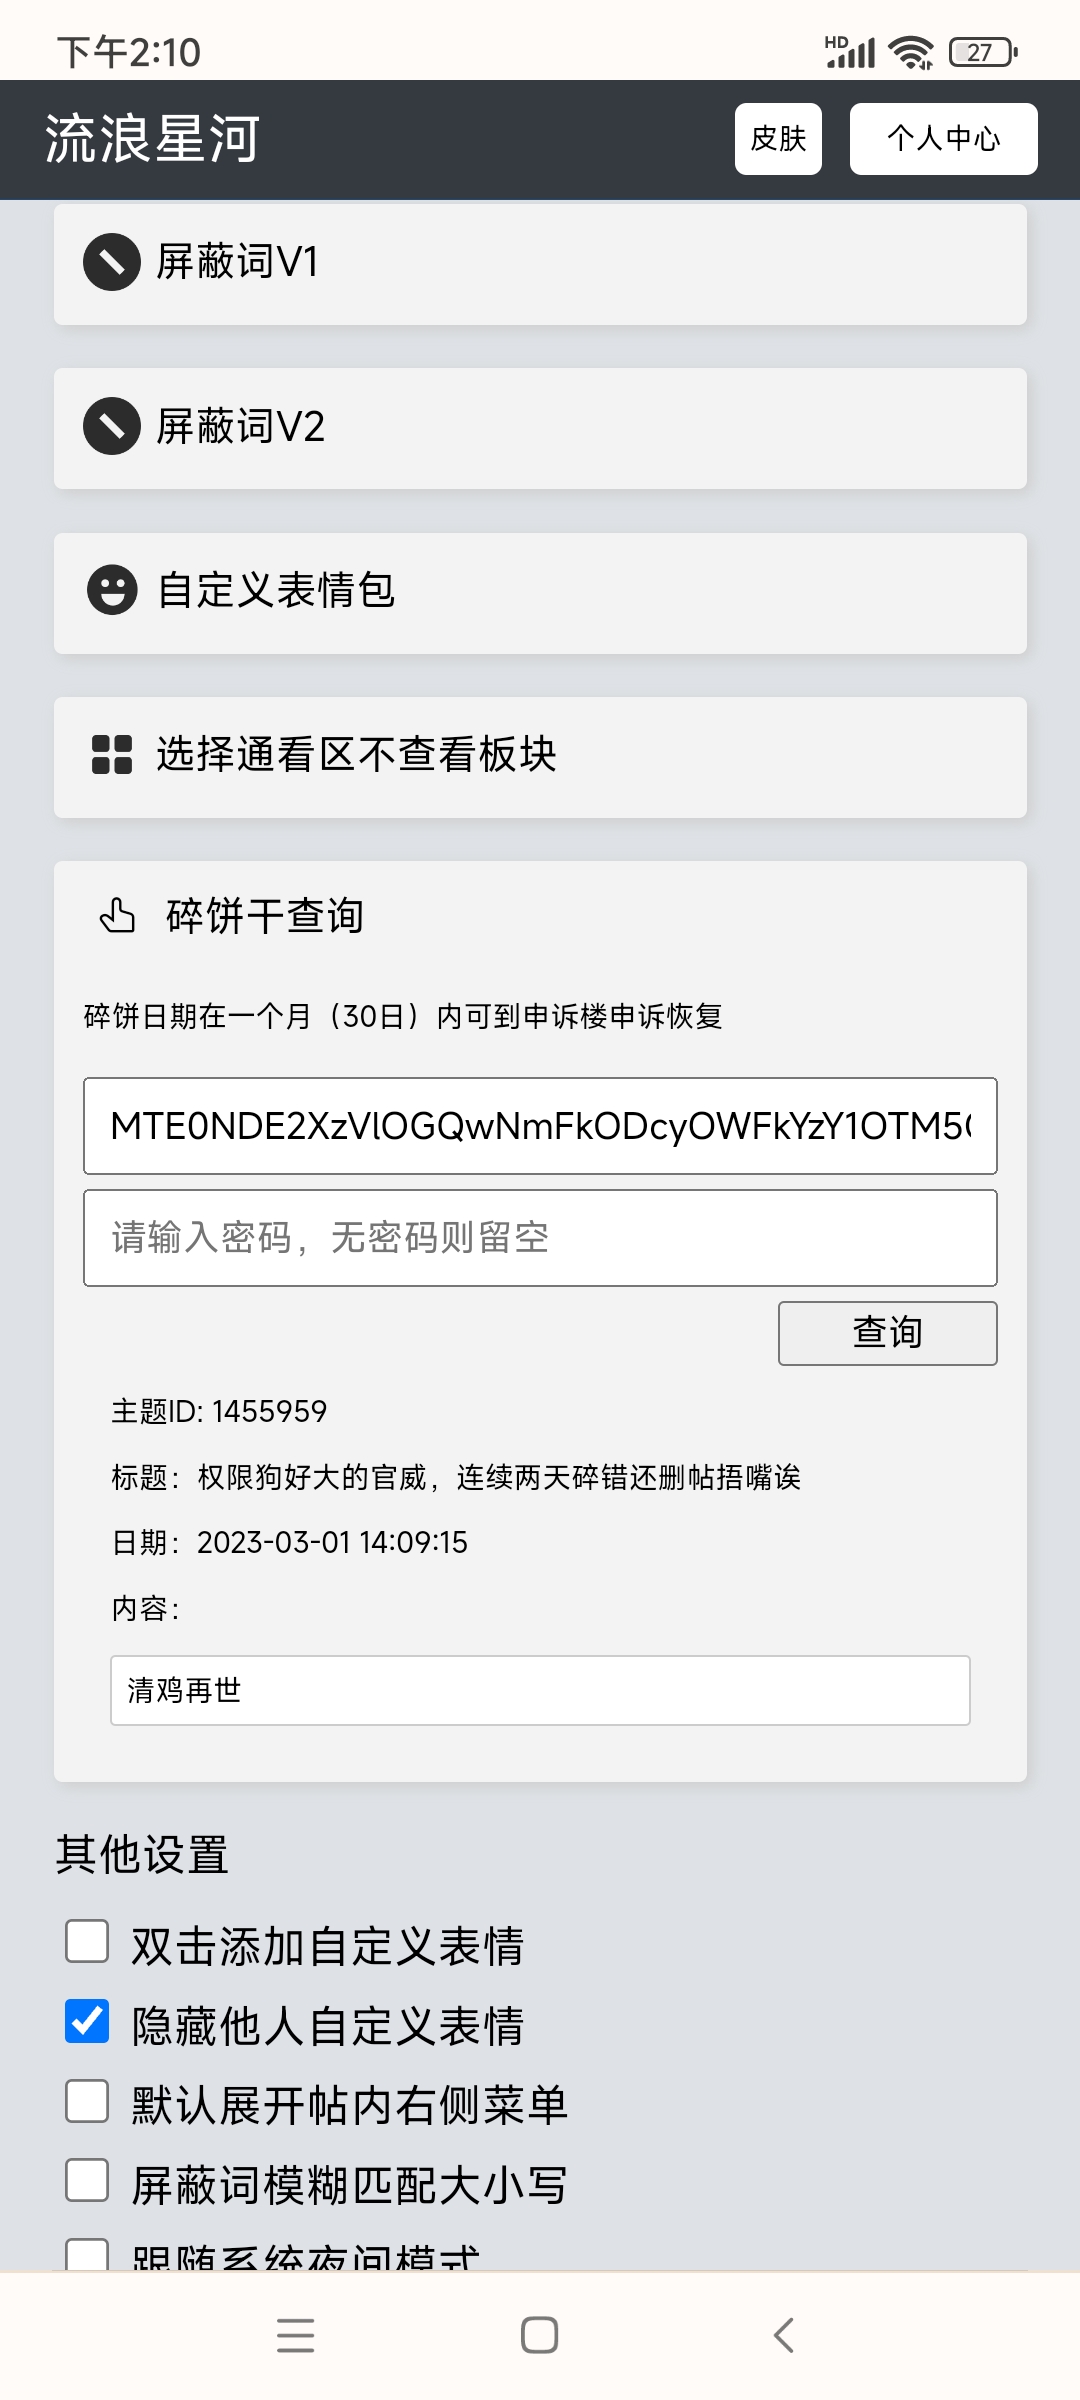 下午2:10
HD
27
流浪星河
皮肤
个人中心
屏蔽词V1
屏蔽词V2
自定义表情包
选择通看区不查看板块
碎饼干查询
碎饼日期在一个月（30日）内可到申诉楼申诉恢复
MTE0NDE2XzVlOGQwNmFkODcyOWFkYzY1OTM5
请输入密码，无密码则留空
查询
主题ID: 1455959
标题：权限狗好大的官威，连续两天碎错还删帖捂嘴诶
日期：2023-03-01 14:09:15
内容：
清鸡再世
其他设置
双击添加自定义表情
隐藏他人自定义表情
默认展开帖内右侧菜单
屏蔽词模糊匹配大小写
跟随系统夜间模式